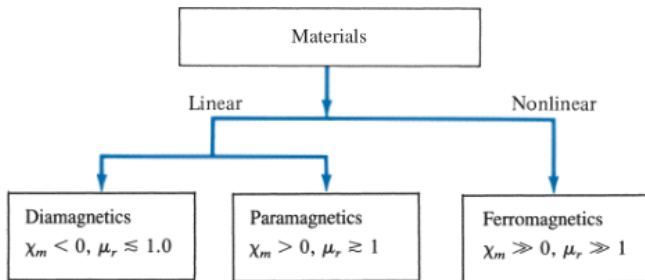 Materials
Linear
Nonlinear
Diamagnetics
χₘ < 0, μᵣ ≲ 1.0
Paramagnetics
χₘ > 0, μᵣ ≳ 1
Ferromagnetics
χₘ ≫ 0, μᵣ ≫ 1